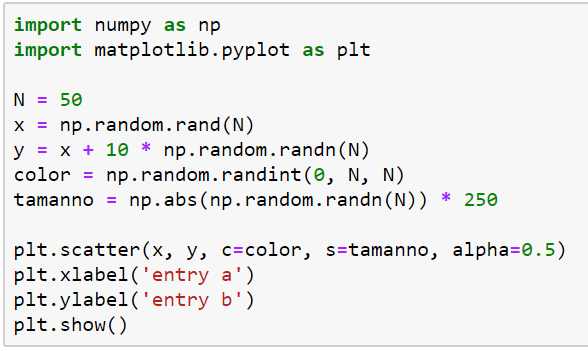 import numpy as np
import matplotlib.pyplot as plt

N = 50
x = np.random.rand(N)
y = x + 10 * np.random.randn(N)
color = np.random.randint(0, N, N)
tamanno = np.abs(np.random.randn(N)) * 250

plt.scatter(x, y, c=color, s=tamanno, alpha=0.5)
plt.xlabel('entry a')
plt.ylabel('entry b')
plt.show()